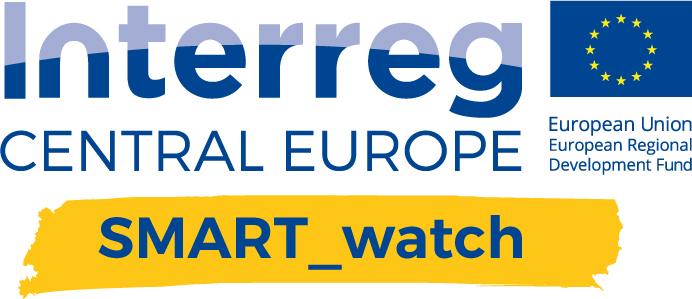 Interreg
CENTRAL EUROPE
European Union
European Regional
Development Fund
SMART_watch